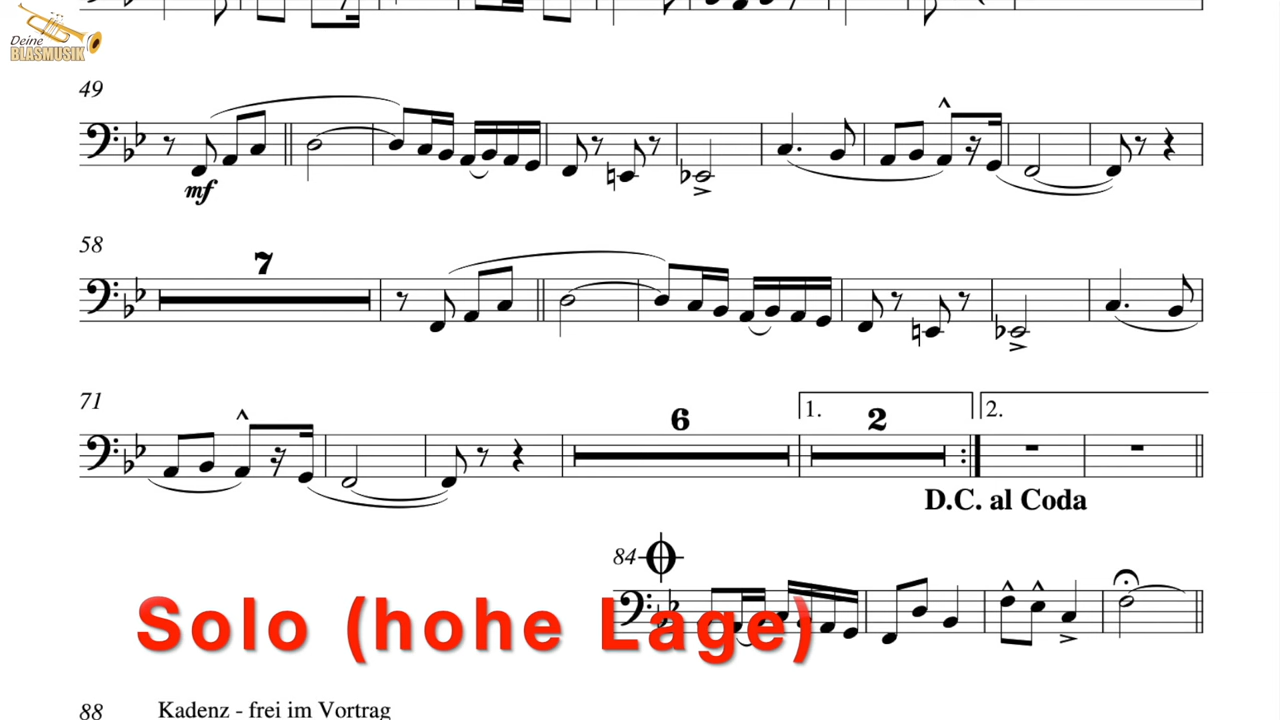 Deine
BLASMUSIK
49
mf
58
7
71
6
1.
2
2.
D.C. al Coda
84
Solo (hohe Lage)
88
Kadenz - frei im Vortrag